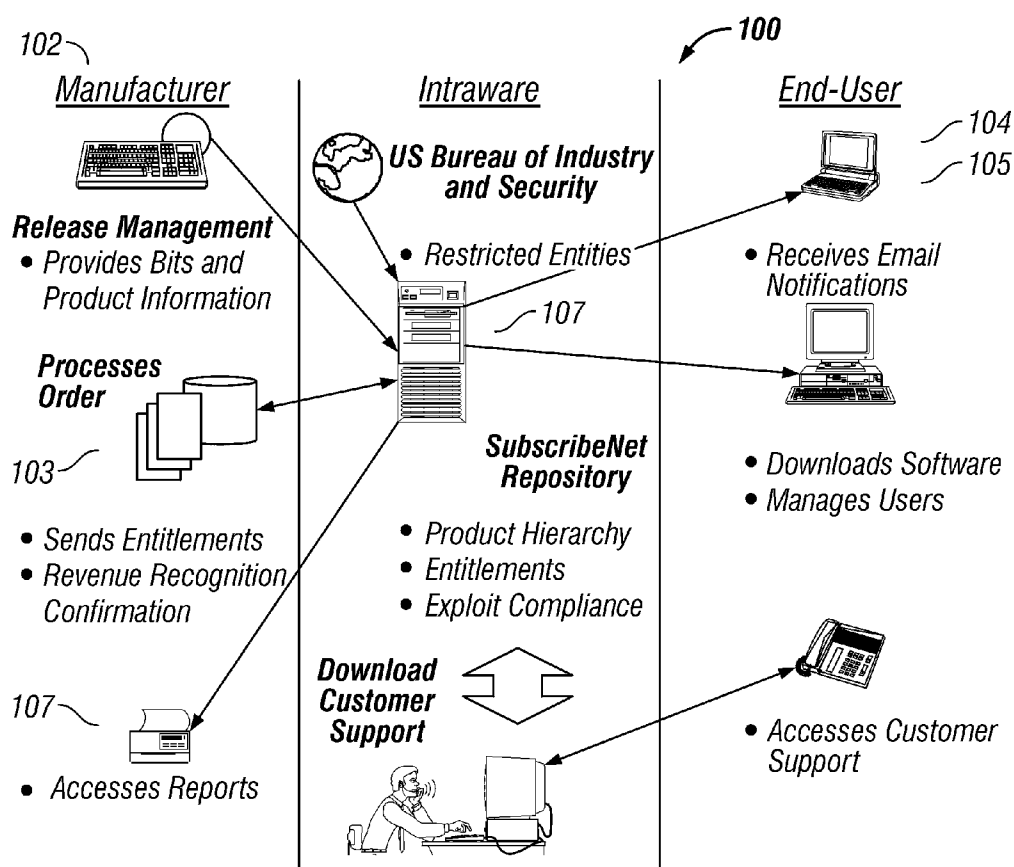 100
102
Manufacturer
Release Management
• Provides Bits and
Product Information
Processes
Order
103
• Sends Entitlements
• Revenue Recognition
Confirmation
107
• Accesses Reports
Intraware
US Bureau of Industry
and Security
• Restricted Entities
107
SubscribeNet
Repository
• Product Hierarchy
• Entitlements
• Exploit Compliance
Download
Customer
Support
End-User
104
105
• Receives Email
Notifications
• Downloads Software
• Manages Users
• Accesses Customer
Support